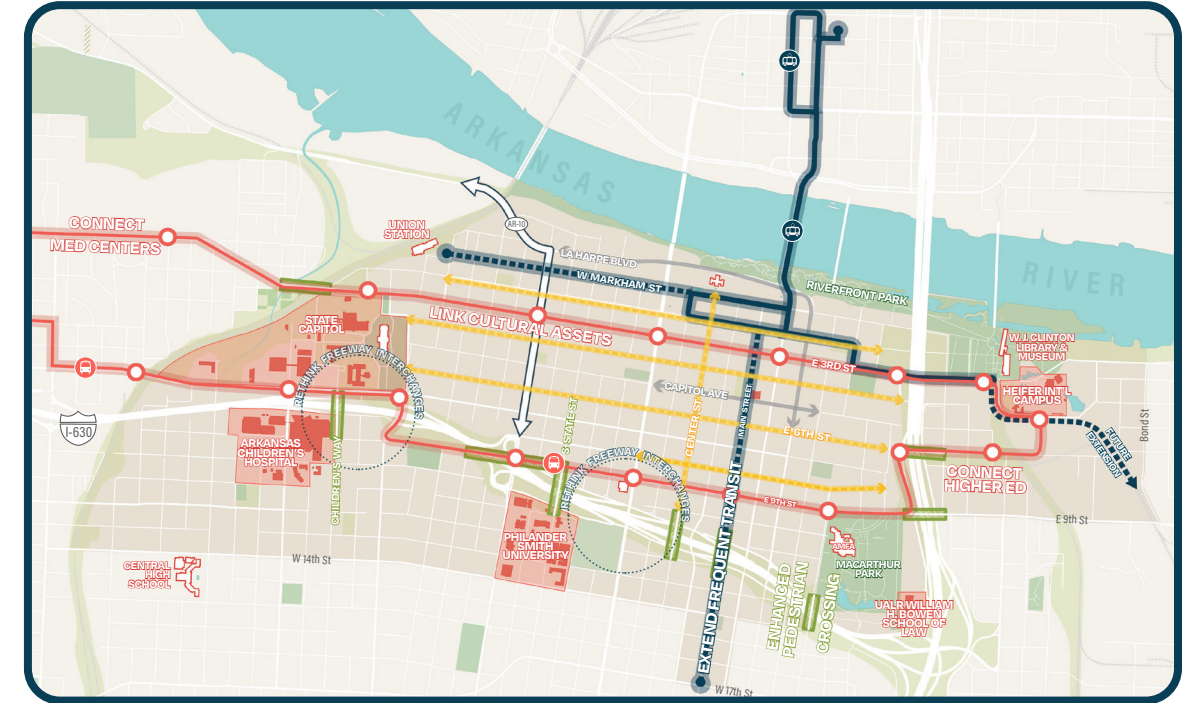 ARKANSAS
RIVER
CONNECT
MED CENTERS
UNION
STATION
AR-10
LA HARPE BLVD
W MARKHAM ST
RIVERFRONT PARK
STATE
CAPITOL
LINK CULTURAL ASSETS
E 3RD ST
W.J. CLINTON
LIBRARY &
MUSEUM
HEIFER INT'L
CAMPUS
RETHINK FREEWAY INTERCHANGES
CAPITOL AVE
CENTER ST
MAIN STREET
E 6TH ST
I-630
ARKANSAS
CHILDREN'S
HOSPITAL
CHILDREN'S WAY
S STATE ST
RETHINK FREEWAY INTERCHANGES
FUTURE
EXTENSION
Bond St
CONNECT
HIGHER ED
E 9TH ST
E 9th St
PHILANDER
SMITH
UNIVERSITY
EXTEND FREQUENT TRANSIT
AMFA
MACARTHUR
PARK
W 14th St
CENTRAL
HIGH
SCHOOL
ENHANCED
PEDESTRIAN
CROSSING
UALR WILLIAM
H. BOWEN
SCHOOL OF
LAW
W 17th St